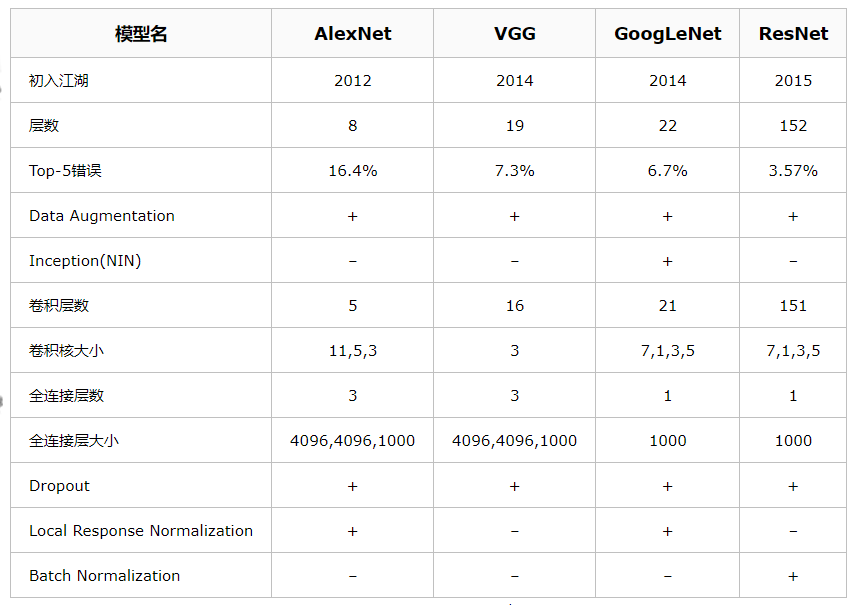 模型名 AlexNet VGG GoogLeNet ResNet
初入江湖 2012 2014 2014 2015
层数 8 19 22 152
Top-5错误 16.4% 7.3% 6.7% 3.57%
Data Augmentation + + + +
Inception(NIN) – – + –
卷积层数 5 16 21 151
卷积核大小 11,5,3 3 7,1,3,5 7,1,3,5
全连接层数 3 3 1 1
全连接层大小 4096,4096,1000 4096,4096,1000 1000 1000
Dropout + + + +
Local Response Normalization + – + –
Batch Normalization – – – +